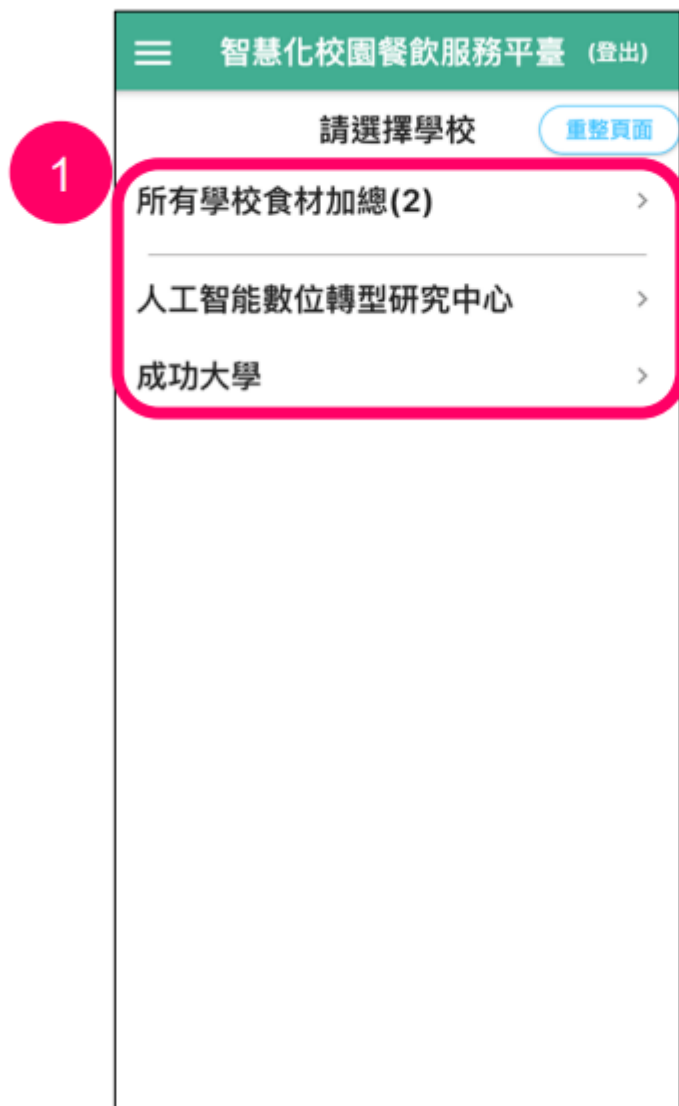 智慧化校園餐飲服務平臺 (登出)
請選擇學校 重整頁面
1
所有學校食材加總(2)
人工智能數位轉型研究中心
成功大學